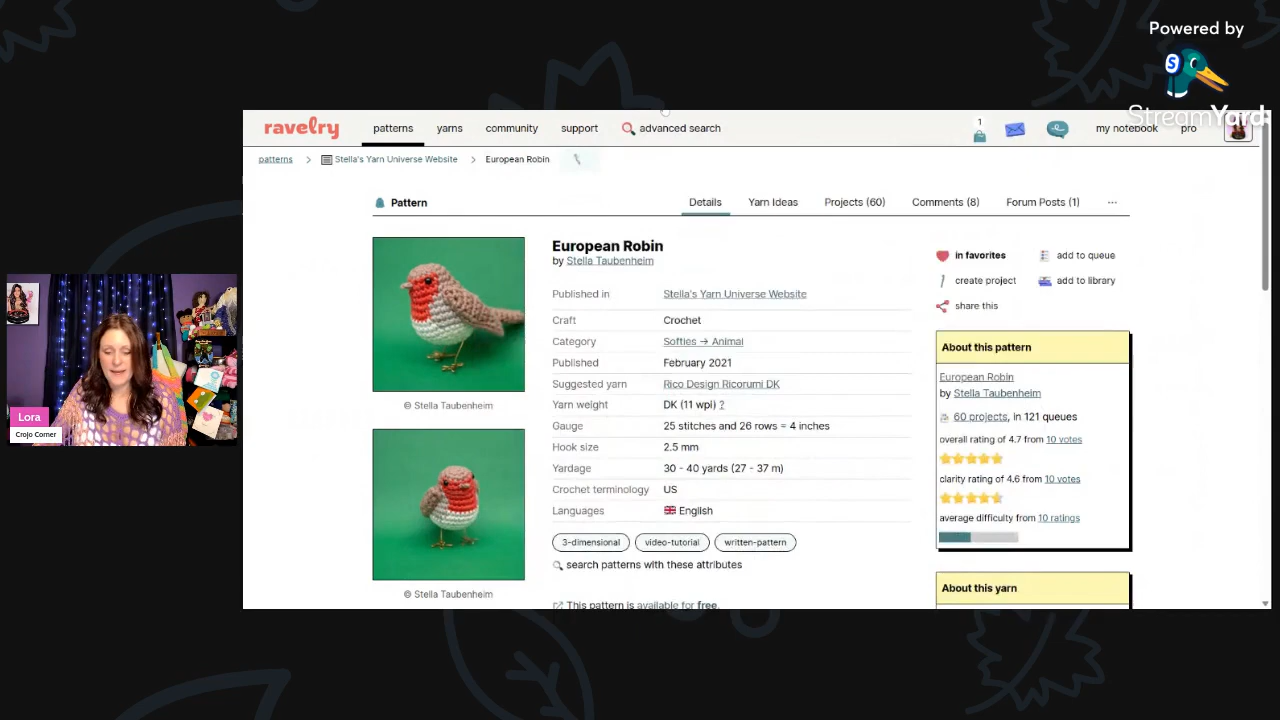 Powered by
S
StreamYard
ravelry
patterns
yarns
community
support
advanced search
1
my notebook
pro
patterns
Stella's Yarn Universe Website
European Robin
Pattern
Details
Yarn Ideas
Projects (60)
Comments (8)
Forum Posts (1)
European Robin
by Stella Taubenheim
Published in Stella's Yarn Universe Website
Craft Crochet
Category Softies → Animal
Published February 2021
Suggested yarn Rico Design Ricorumi DK
Yarn weight DK (11 wpi) ?
Gauge 25 stitches and 26 rows = 4 inches
Hook size 2.5 mm
Yardage 30 - 40 yards (27 - 37 m)
Crochet terminology US
Languages English
3-dimensional
video-tutorial
written-pattern
search patterns with these attributes
This pattern is available for free.
© Stella Taubenheim
© Stella Taubenheim
in favorites
add to queue
create project
add to library
share this
About this pattern
European Robin
by Stella Taubenheim
60 projects, in 121 queues
overall rating of 4.7 from 10 votes
clarity rating of 4.6 from 10 votes
average difficulty from 10 ratings
About this yarn
Lora
Crojo Corner